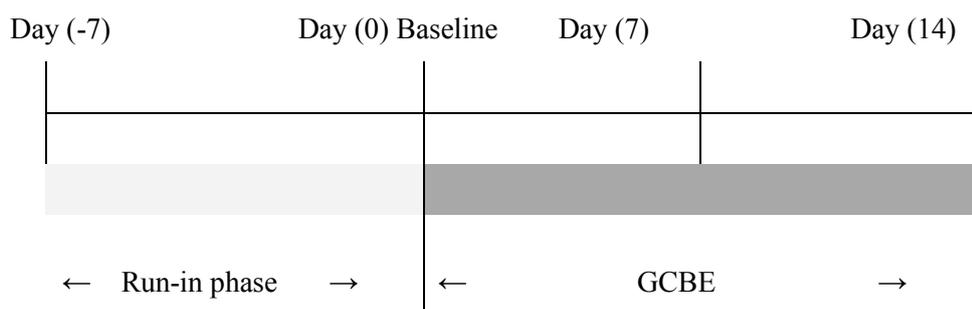 Day (-7) Day (0) Baseline Day (7) Day (14)
← Run-in phase → ← GCBE →